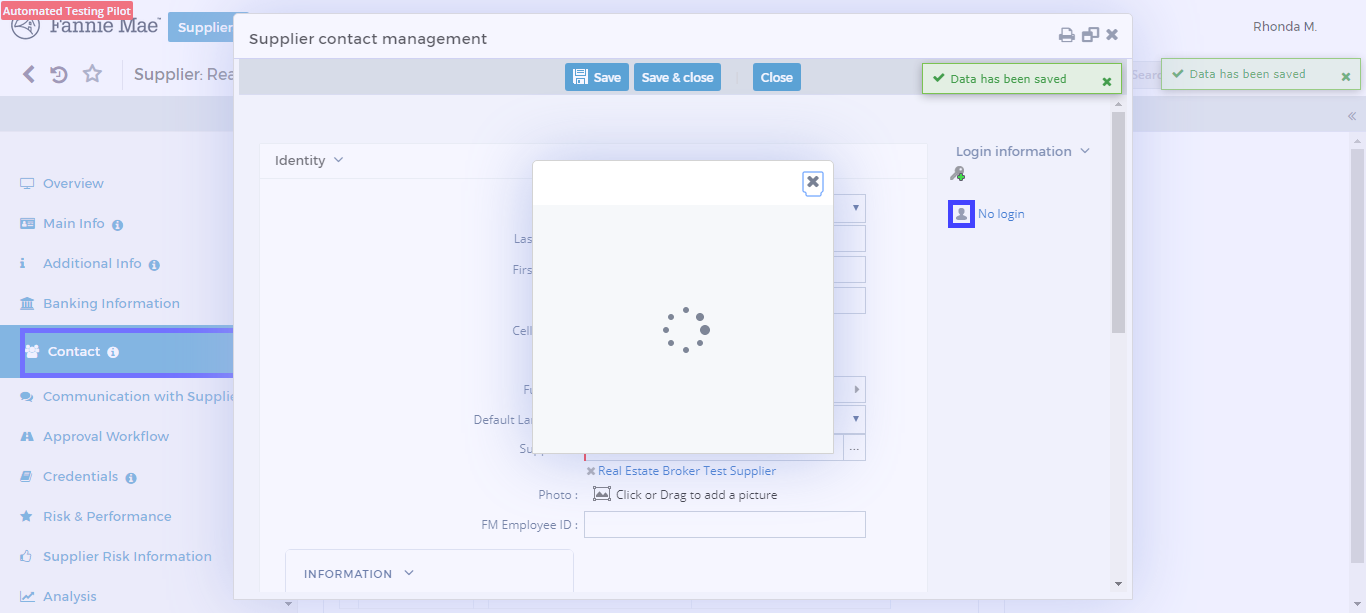 Automated Testing Pilot
Fannie Mae
Supplier
Rhonda M.
Supplier contact management
Supplier: Rea
Save
Save & close
Close
Data has been saved
Sear
Data has been saved
Overview
Main Info
Additional Info
Banking Information
Contact
Communication with Supplie
Approval Workflow
Credentials
Risk & Performance
Supplier Risk Information
Analysis
Identity
Las
Firs
Cell
Fu
Default Lan
Sup
...
Real Estate Broker Test Supplier
Photo :
Click or Drag to add a picture
FM Employee ID :
INFORMATION
Login information
No login